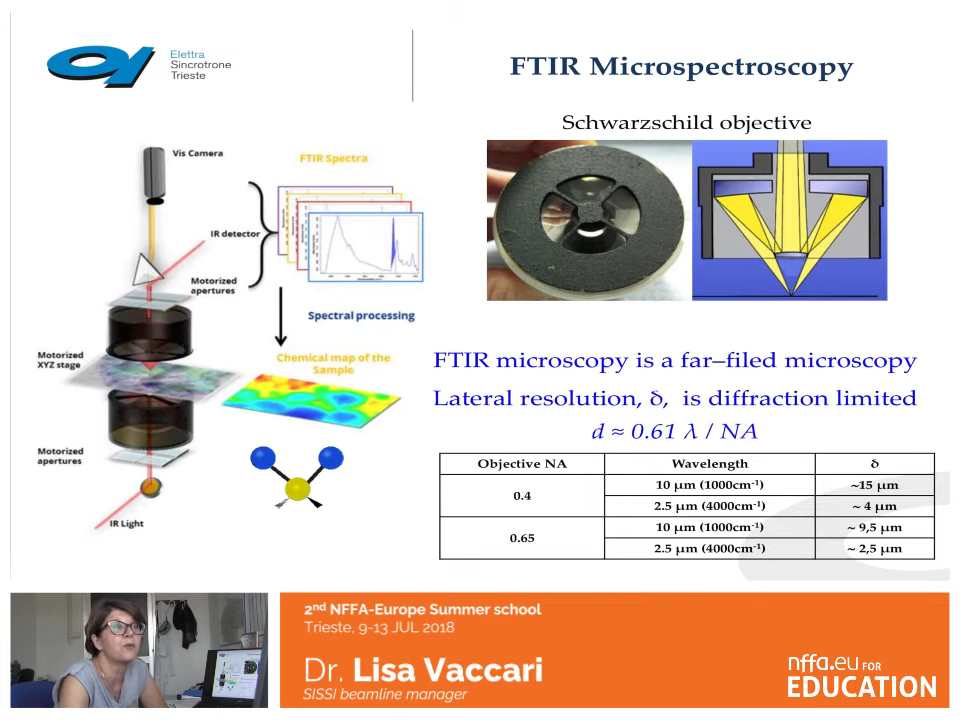 Elettra
Sincrotrone
Trieste
FTIR Microspectroscopy
Schwarzschild objective
Vis Camera
FTIR Spectra
IR detector
Motorized
apertures
Spectral processing
Motorized
XYZ stage
Chemical map of the
Sample
Motorized
apertures
IR Light
FTIR microscopy is a far–filed microscopy
Lateral resolution, δ, is diffraction limited
d ≈ 0.61 λ / NA
Objective NA Wavelength δ
0.4 10 µm (1000cm-1) ~15 µm
2.5 µm (4000cm-1) ~ 4 µm
0.65 10 µm (1000cm-1) ~ 9,5 µm
2.5 µm (4000cm-1) ~ 2,5 µm
2nd NFFA-Europe Summer school
Trieste, 9-13 JUL 2018
Dr. Lisa Vaccari
SISSI beamline manager
nffa.eu FOR
EDUCATION